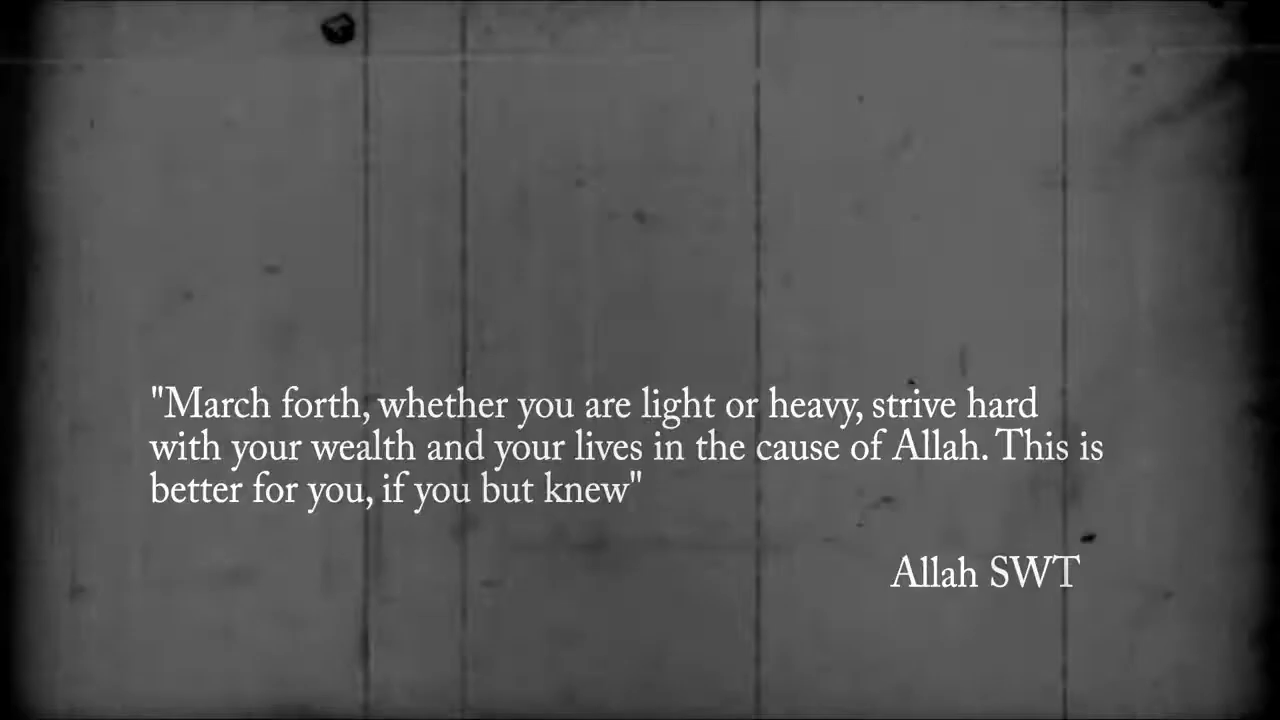 "March forth, whether you are light or heavy, strive hard
with your wealth and your lives in the cause of Allah. This is
better for you, if you but knew"
Allah SWT